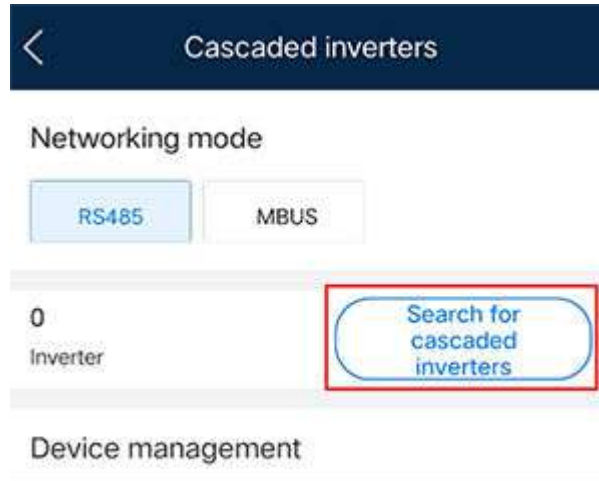 Cascaded inverters
Networking mode
RS485
MBUS
0
Inverter
Search for
cascaded
inverters
Device management